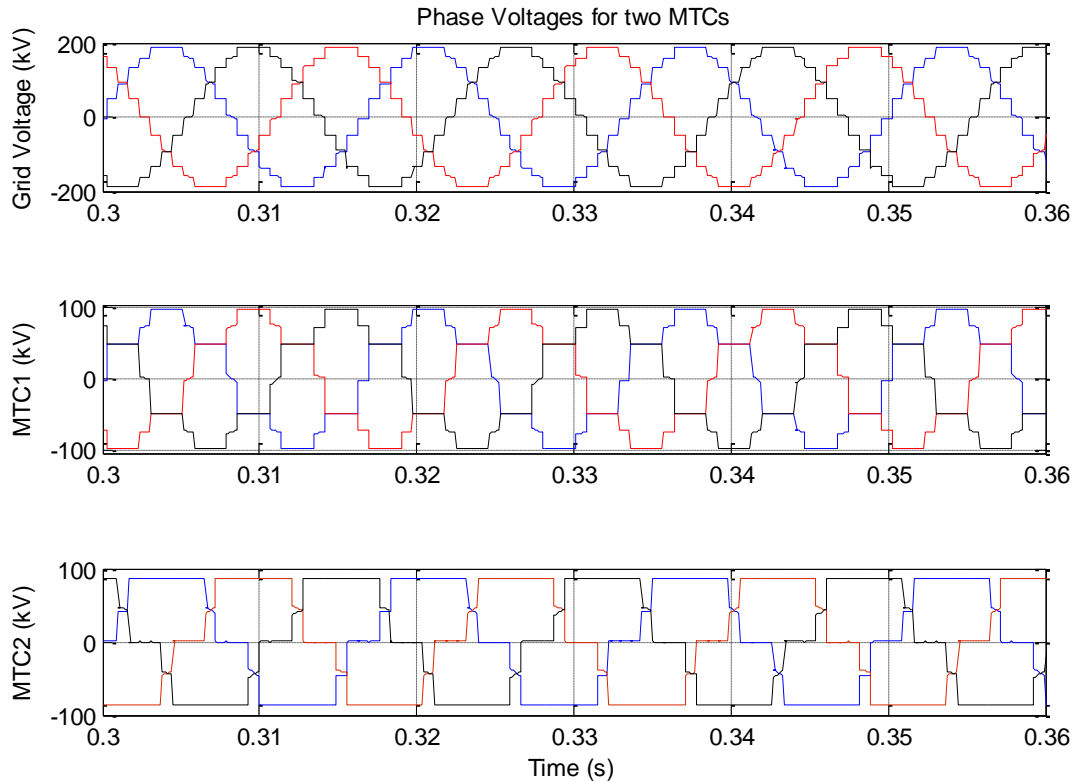 Phase Voltages for two MTCs
Grid Voltage (kV)
200
0
-200
0.3 0.31 0.32 0.33 0.34 0.35 0.36
MTC1 (kV)
100
0
-100
0.3 0.31 0.32 0.33 0.34 0.35 0.36
MTC2 (kV)
100
0
-100
0.3 0.31 0.32 0.33 0.34 0.35 0.36
Time (s)